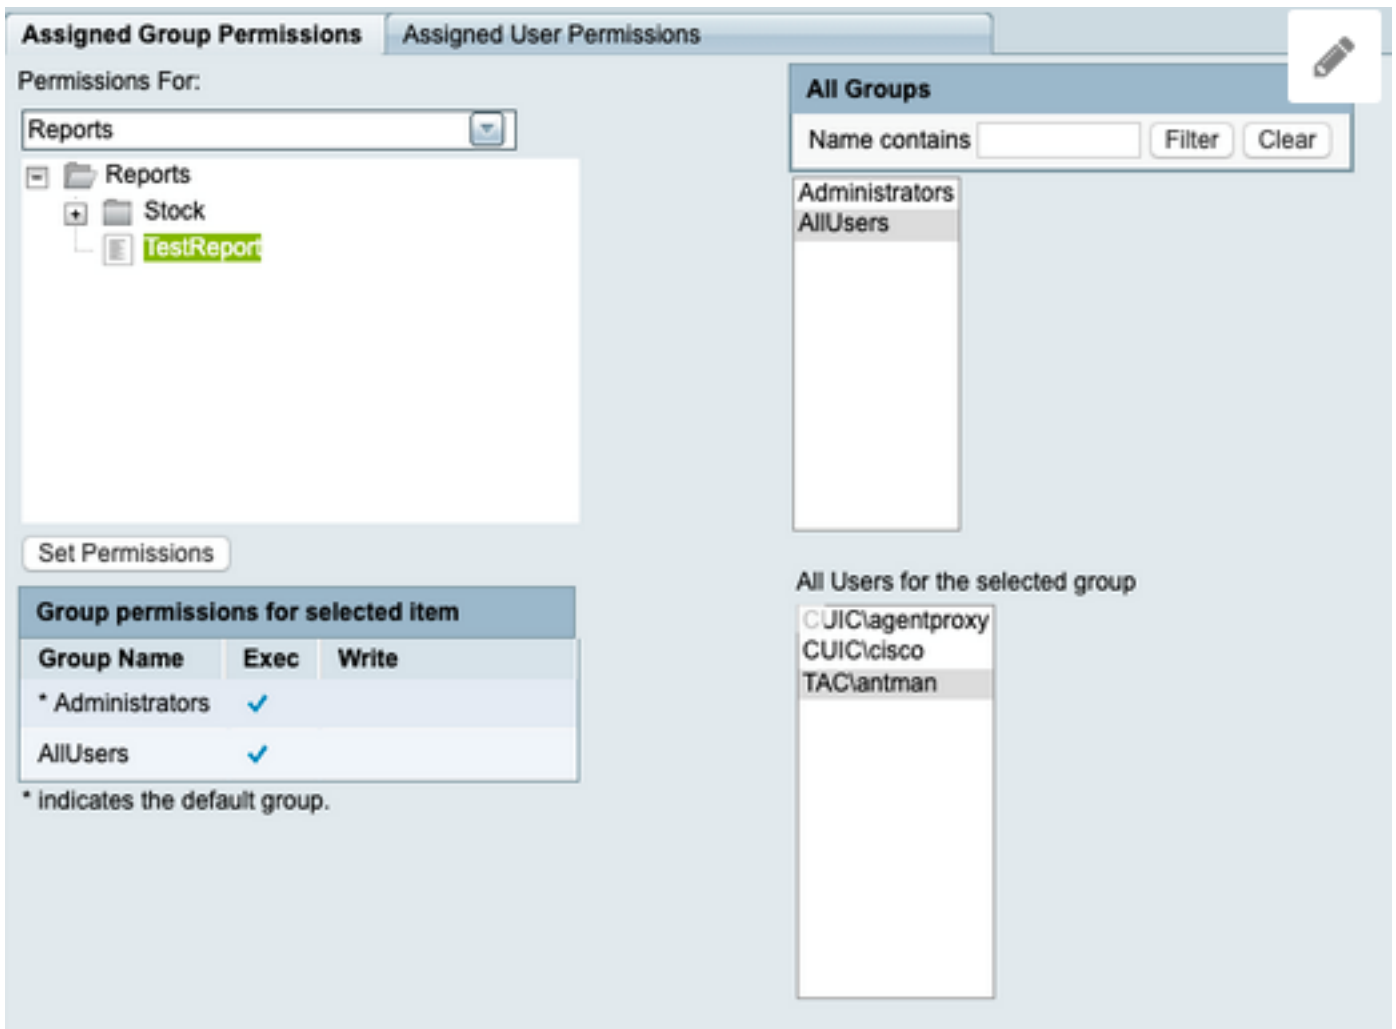 Assigned Group Permissions
Assigned User Permissions
Permissions For:
Reports
Reports
Stock
TestReport
Set Permissions
Group permissions for selected item
Group Name Exec Write
* Administrators
AllUsers
* indicates the default group.
All Groups
Name contains Filter Clear
Administrators
AllUsers
All Users for the selected group
CUIC\agentproxy
CUIC\cisco
TAC\antman